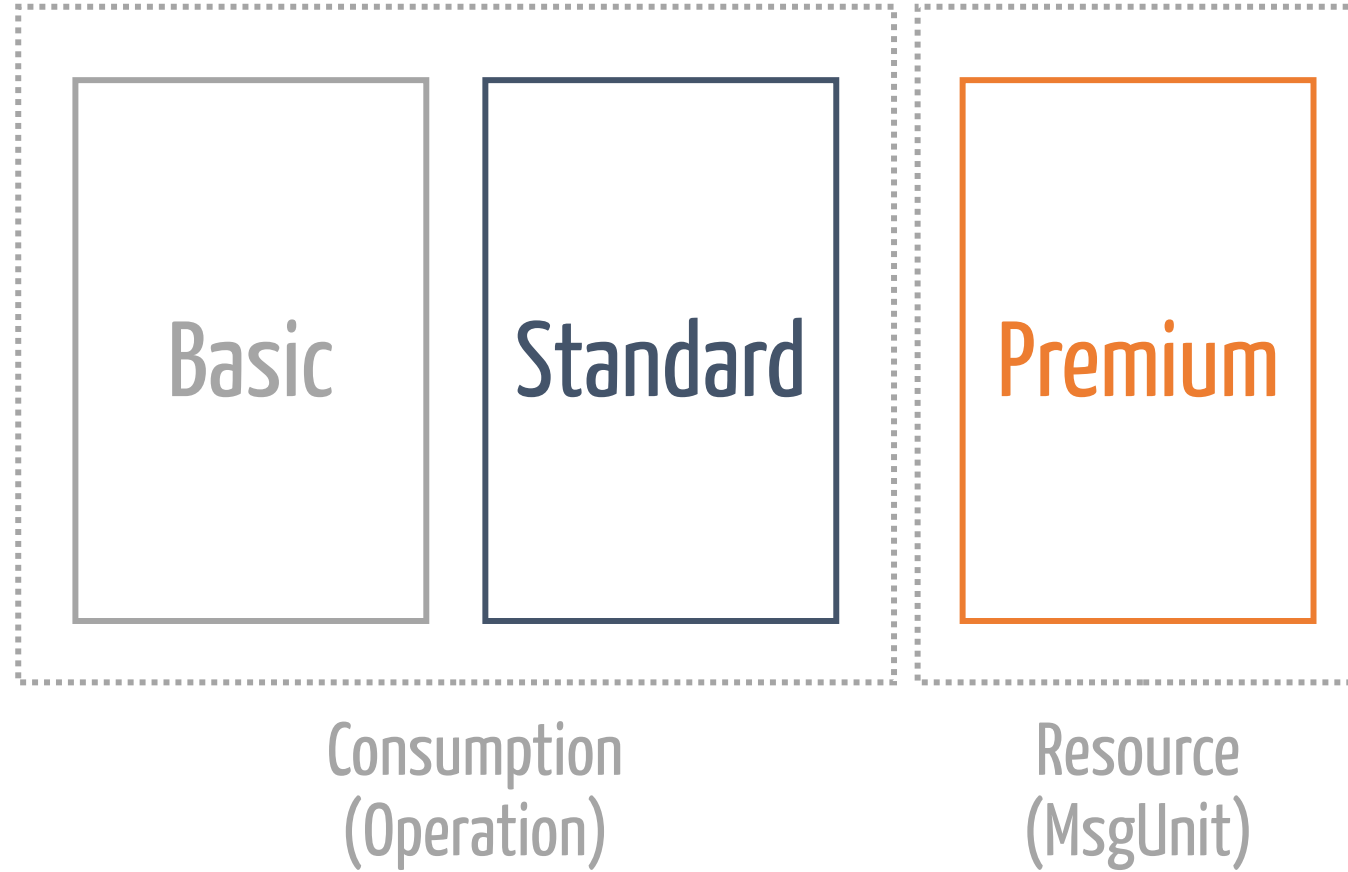 Basic
Standard
Premium
Consumption
(Operation)
Resource
(MsgUnit)